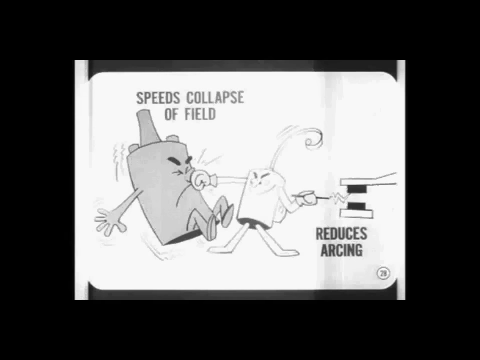 SPEEDS COLLAPSE
OF FIELD
REDUCES
ARCING
28